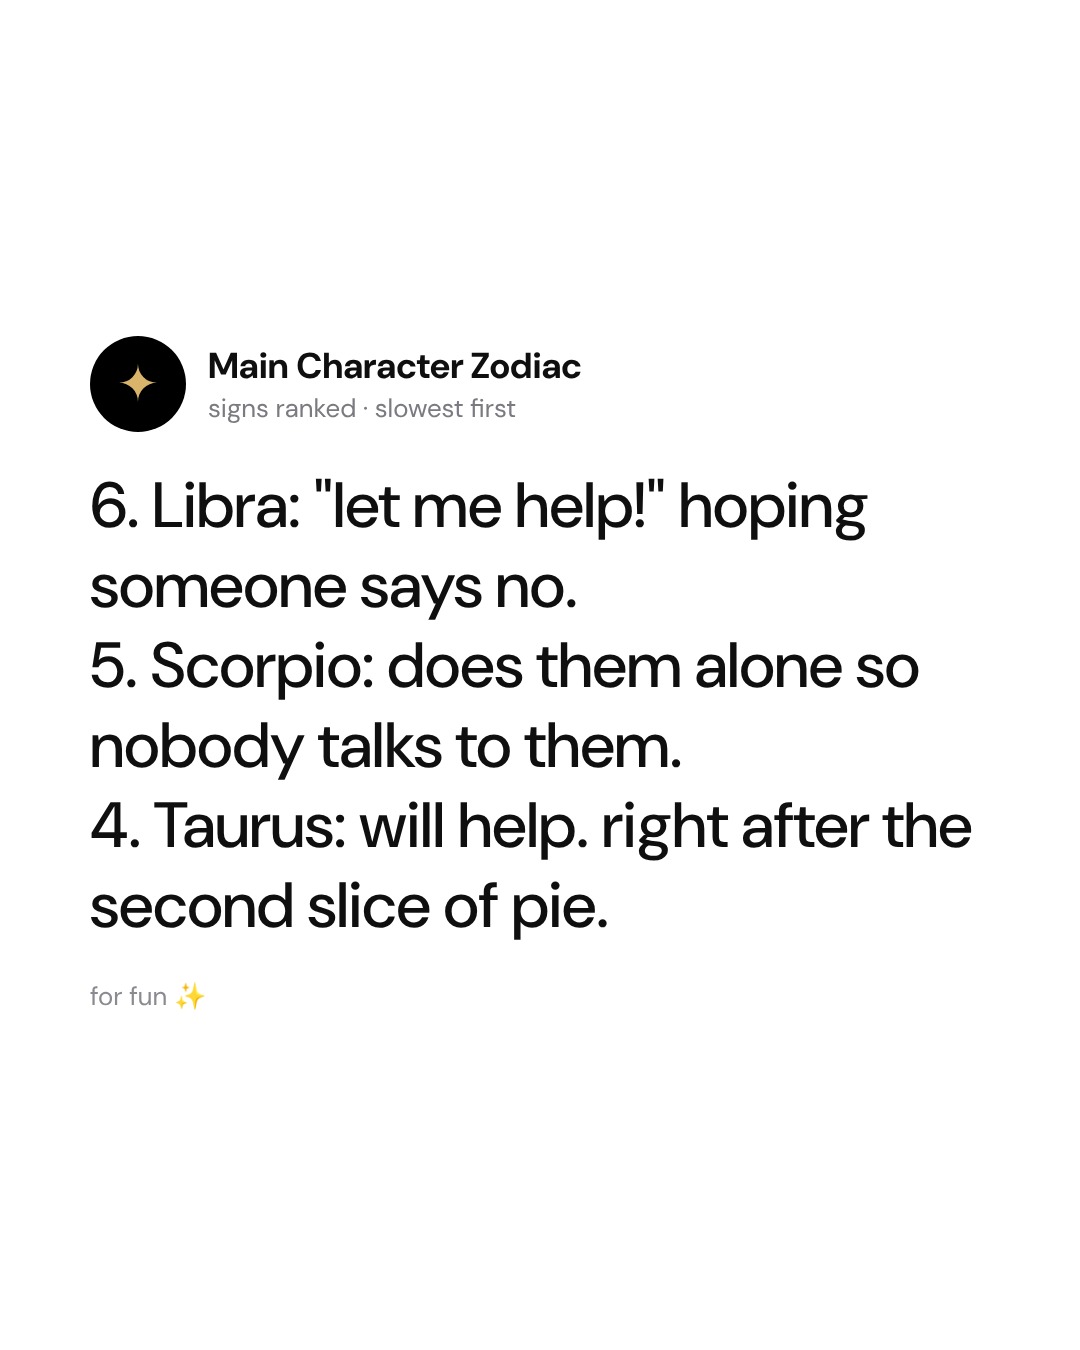 Main Character Zodiac
signs ranked · slowest first
6. Libra: "let me help!" hoping
someone says no.
5. Scorpio: does them alone so
nobody talks to them.
4. Taurus: will help. right after the
second slice of pie.
for fun ✨